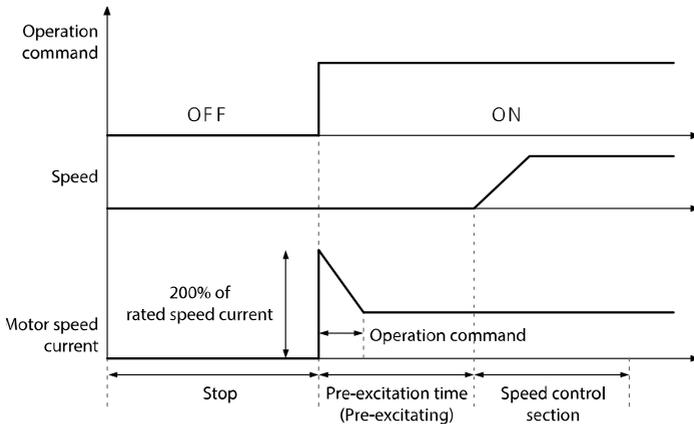 Operation
command
OFF
ON
Speed
200% of
rated speed current
Motor speed
current
Operation command
Stop
Pre-excitation time
(Pre-excitating)
Speed control
section